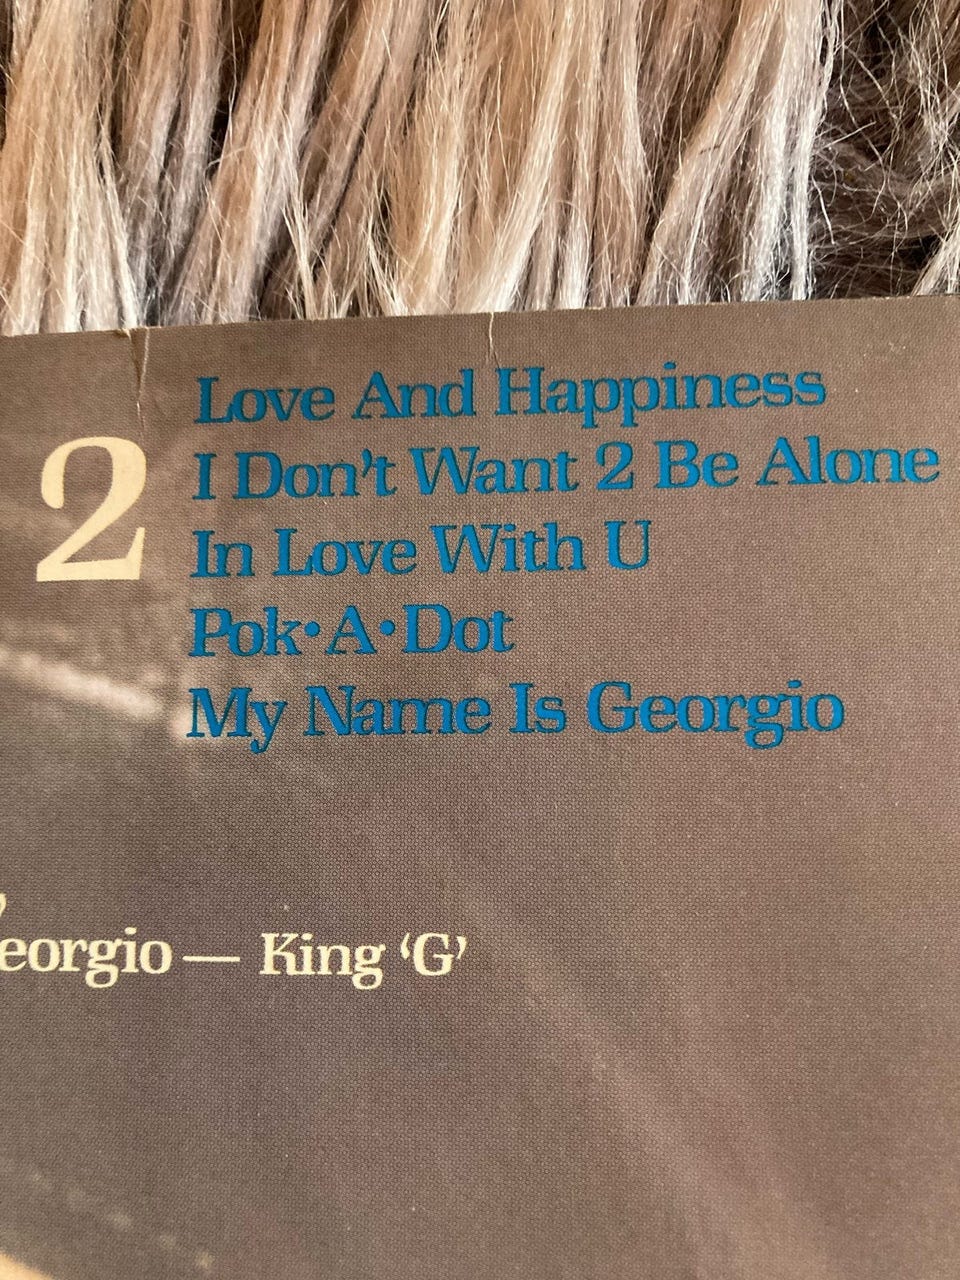 2
Love And Happiness
I Don't Want 2 Be Alone
In Love With U
Pok•A•Dot
My Name Is Georgio
eorgio — King ‘G’